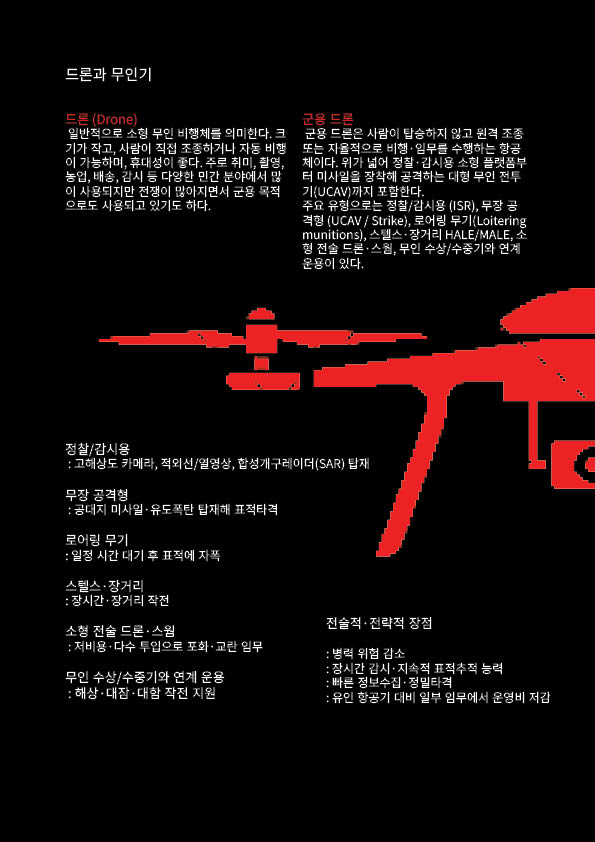 드론과 무인기
드론 (Drone)
일반적으로 소형 무인 비행체를 의미한다. 크
기가 작고, 사람이 직접 조종하거나 자동 비행
이 가능하며, 휴대성이 좋다. 주로 취미, 촬영,
농업, 배송, 감시 등 다양한 민간 분야에서 많
이 사용되지만 전쟁이 많아지면서 군용 목적
으로도 사용되고 있기도 하다.
군용 드론
군용 드론은 사람이 탑승하지 않고 원격 조종
또는 자율적으로 비행·임무를 수행하는 항공
체이다. 위가 넓어 정찰·감시용 소형 플랫폼부
터 미사일을 장착해 공격하는 대형 무인 전투
기(UCAV)까지 포함한다.
주요 유형으로는 정찰/감시용 (ISR), 무장 공
격형 (UCAV / Strike), 로어링 무기(Loitering
munitions), 스텔스·장거리 HALE/MALE, 소
형 전술 드론·스웜, 무인 수상/수중기와 연계
운용이 있다.
정찰/감시용
: 고해상도 카메라, 적외선/열영상, 합성개구레이더(SAR) 탑재
무장 공격형
: 공대지 미사일·유도폭탄 탑재해 표적타격
로어링 무기
: 일정 시간 대기 후 표적에 자폭
스텔스·장거리
: 장시간·장거리 작전
소형 전술 드론·스웜
: 저비용·다수 투입으로 포화·교란 임무
무인 수상/수중기와 연계 운용
: 해상·대잠·대함 작전 지원
전술적·전략적 장점
: 병력 위험 감소
: 장시간 감시·지속적 표적추적 능력
: 빠른 정보수집·정밀타격
: 유인 항공기 대비 일부 임무에서 운영비 저감